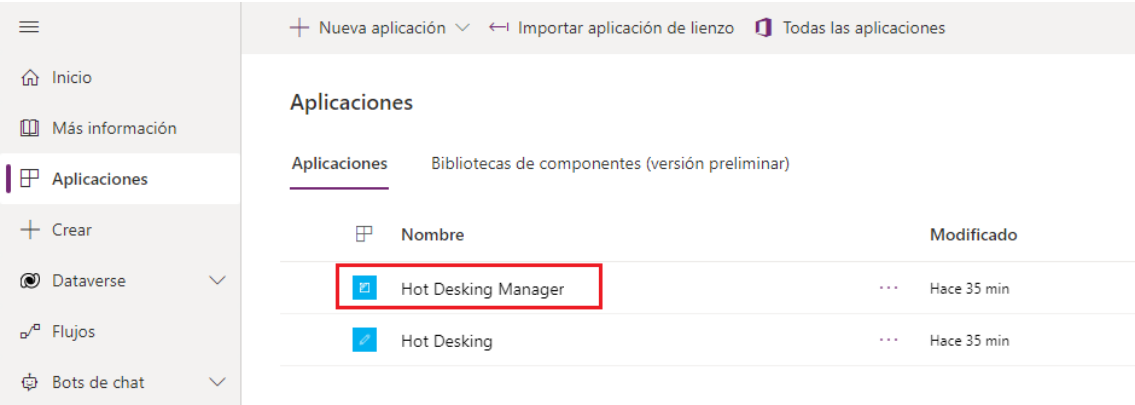 Nueva aplicación Importar aplicación de lienzo Todas las aplicaciones
Inicio
Más información
Aplicaciones
Crear
Dataverse
Flujos
Bots de chat
Aplicaciones
Aplicaciones Bibliotecas de componentes (versión preliminar)
Nombre Modificado
Hot Desking Manager ... Hace 35 min
Hot Desking ... Hace 35 min